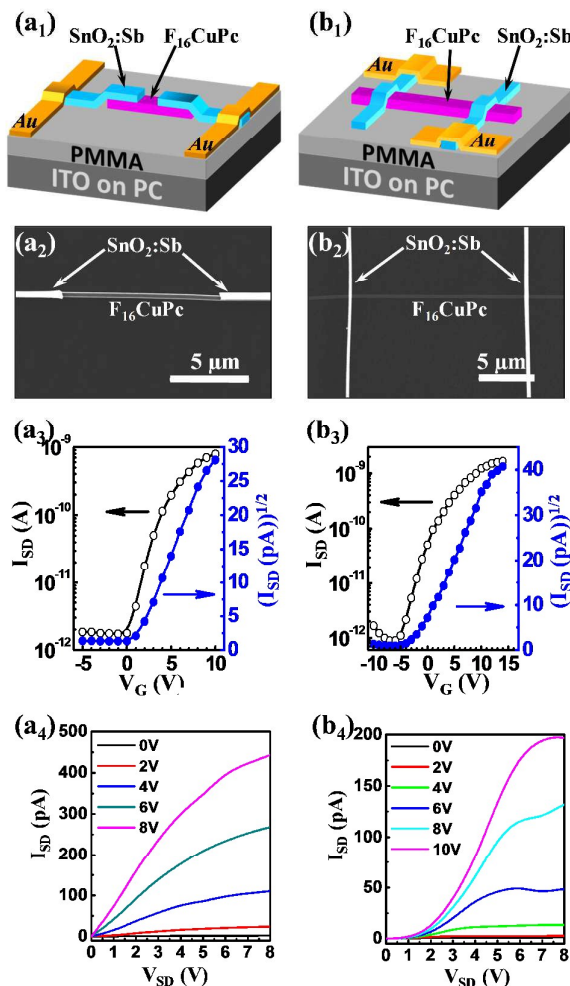 (a1)
SnO2:Sb F16CuPc
Au Au
PMMA
ITO on PC
(b1)
F16CuPc SnO2:Sb
Au
Au
PMMA
ITO on PC
(a2)
SnO2:Sb
F16CuPc
5 μm
(b2)
SnO2:Sb
F16CuPc
5 μm
(a3)
10-9
10-10
10-11
10-12
ISD (A)
30
25
20
15
10
5
2
0
(ISD (pA))1/2
-5 0 5 10
VG (V)
(b3)
10-9
10-10
10-11
10-12
ISD (A)
40
30
20
10
0
(ISD (pA))1/2
-10 -5 0 5 10 15
VG (V)
(a4)
500
400
300
200
100
0
ISD (pA)
0V
2V
4V
6V
8V
0 1 2 3 4 5 6 7 8
VSD (V)
(b4)
200
150
100
50
0
ISD (pA)
0V
2V
4V
6V
8V
10V
0 1 2 3 4 5 6 7 8
VSD (V)